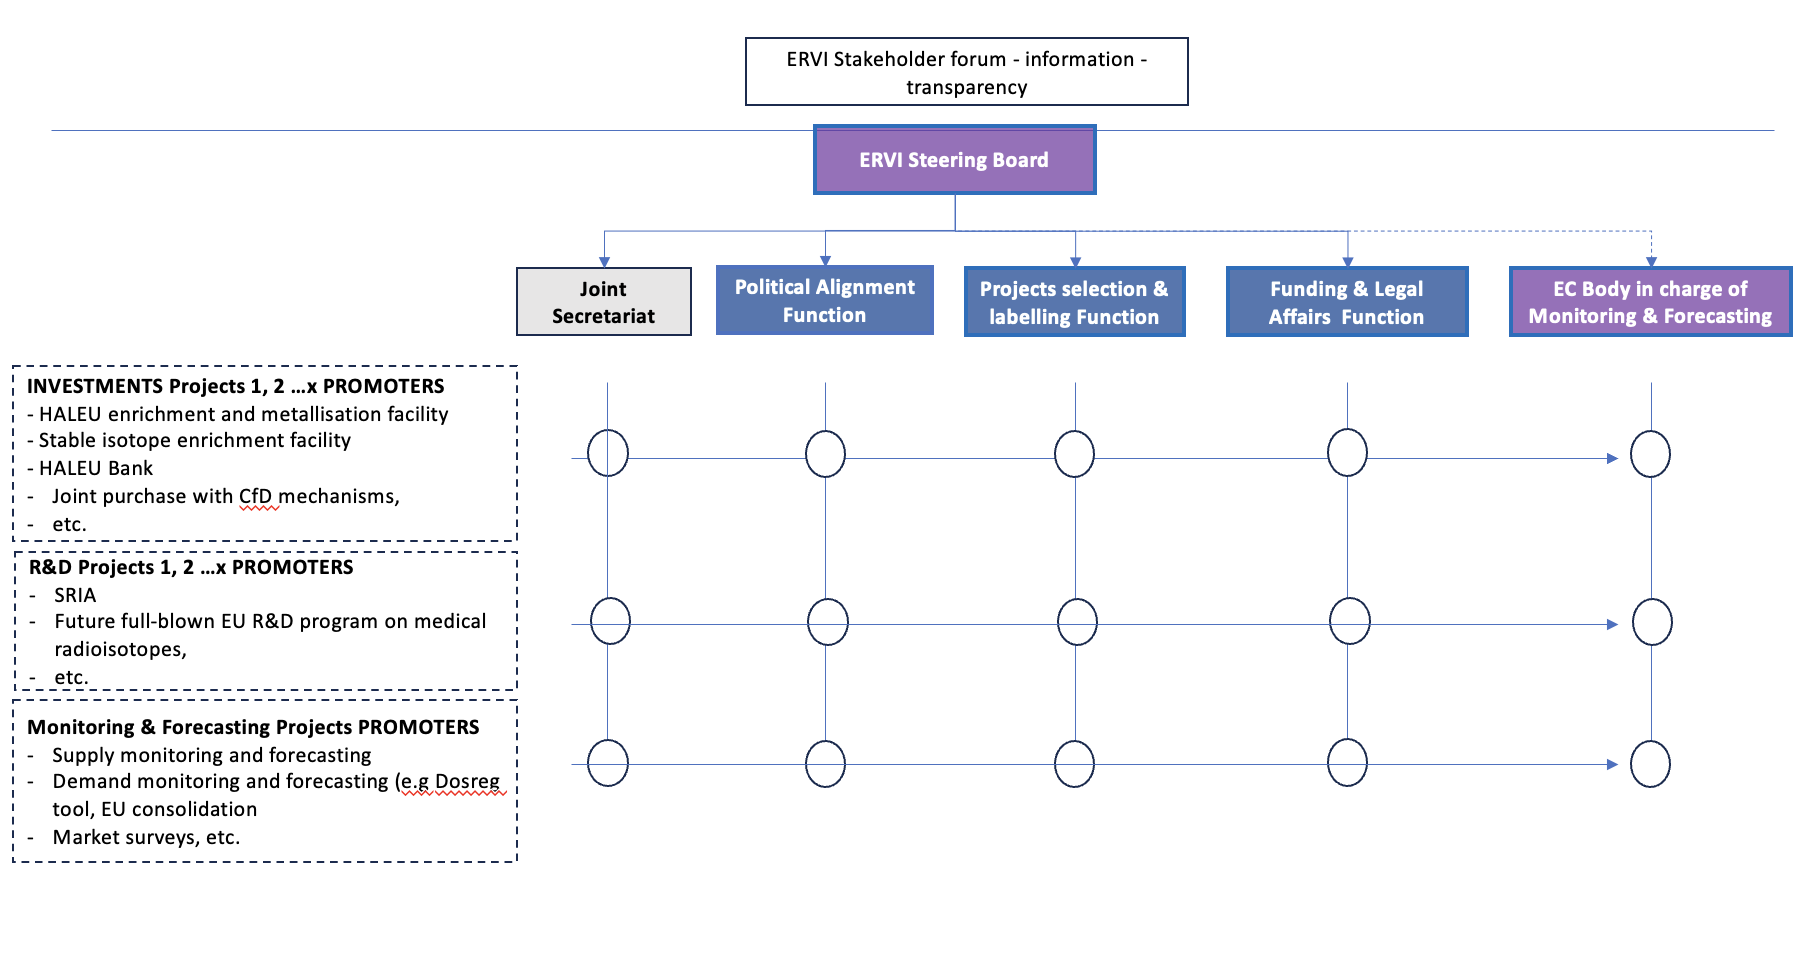 ERVI Stakeholder forum - information -
transparency
ERVI Steering Board
Joint
Secretariat
Political Alignment
Function
Projects selection &
labelling Function
Funding & Legal
Affairs Function
EC Body in charge of
Monitoring & Forecasting
INVESTMENTS Projects 1, 2 ...x PROMOTERS
- HALEU enrichment and metallisation facility
- Stable isotope enrichment facility
- HALEU Bank
- Joint purchase with CfD mechanisms,
- etc.
R&D Projects 1, 2 ...x PROMOTERS
- SRIA
- Future full-blown EU R&D program on medical
radioisotopes,
- etc.
Monitoring & Forecasting Projects PROMOTERS
- Supply monitoring and forecasting
- Demand monitoring and forecasting (e.g Dosreg
tool, EU consolidation
- Market surveys, etc.